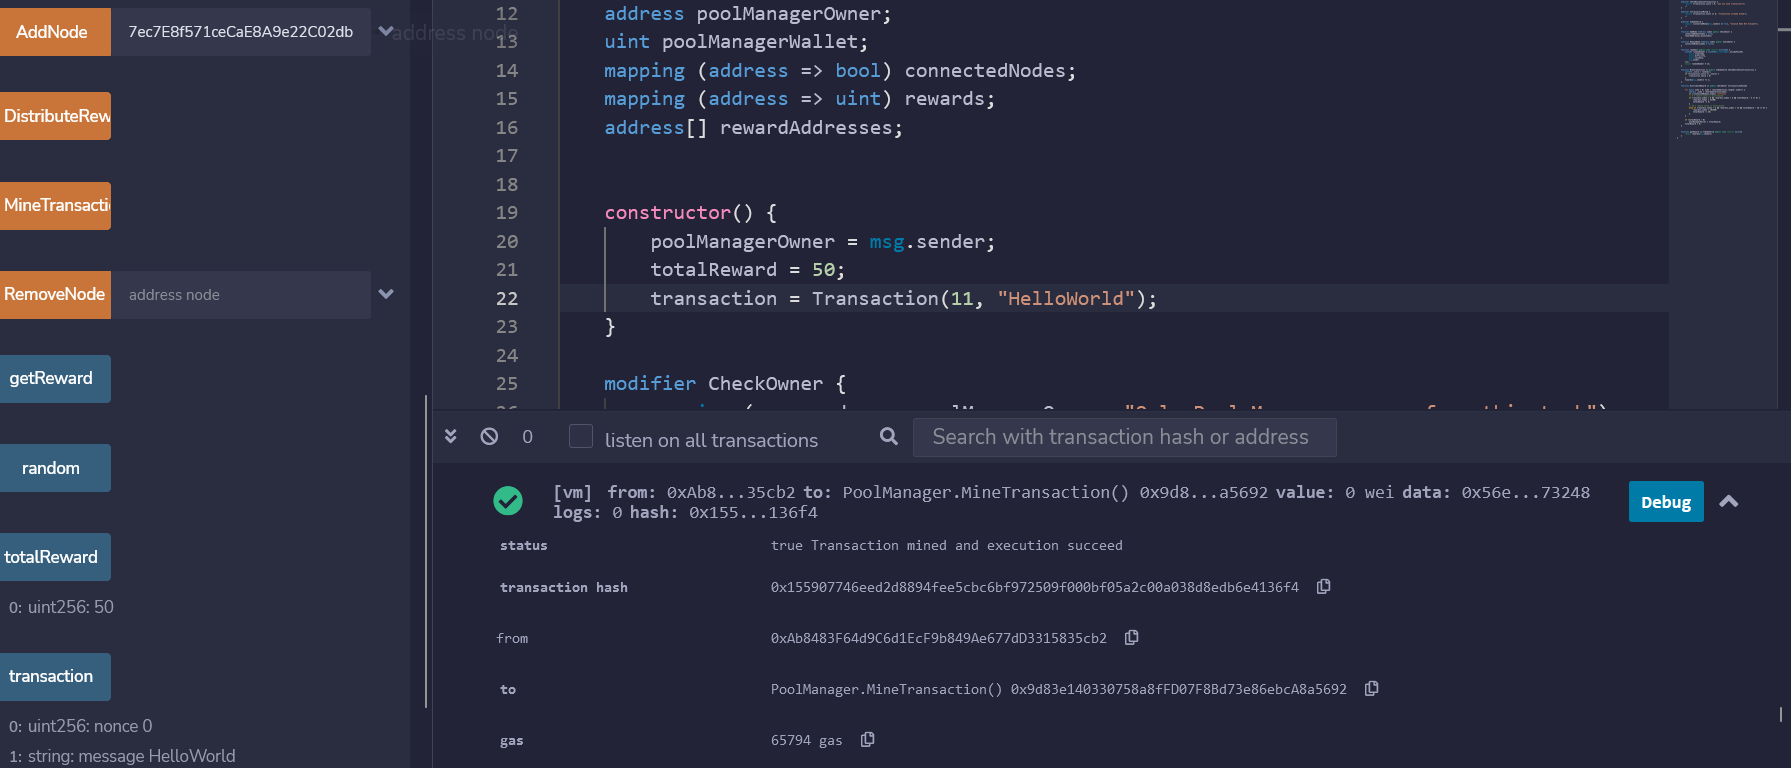 AddNode
7ec7E8f571ceCaE8A9e22C02db
address node
DistributeRew
MineTransacti
RemoveNode
address node
getReward
random
totalReward
0: uint256: 50
transaction
0: uint256: nonce 0
1: string: message HelloWorld
12 address poolManagerOwner;
13 uint poolManagerWallet;
14 mapping (address => bool) connectedNodes;
15 mapping (address => uint) rewards;
16 address[] rewardAddresses;
17
18
19 constructor() {
20 poolManagerOwner = msg.sender;
21 totalReward = 50;
22 transaction = Transaction(11, "HelloWorld");
23 }
24
25 modifier CheckOwner {
0
listen on all transactions
Search with transaction hash or address
[vm] from: 0xAb8...35cb2 to: PoolManager.MineTransaction() 0x9d8...a5692 value: 0 wei data: 0x56e...73248
logs: 0 hash: 0x155...136f4
Debug
status true Transaction mined and execution succeed
transaction hash 0x155907746eed2d8894fee5cbc6bf972509f000bf05a2c00a038d8edb6e4136f4
from 0xAb8483F64d9C6d1EcF9b849Ae677dD3315835cb2
to PoolManager.MineTransaction() 0x9d83e140330758a8fFD07F8Bd73e86ebcA8a5692
gas 65794 gas